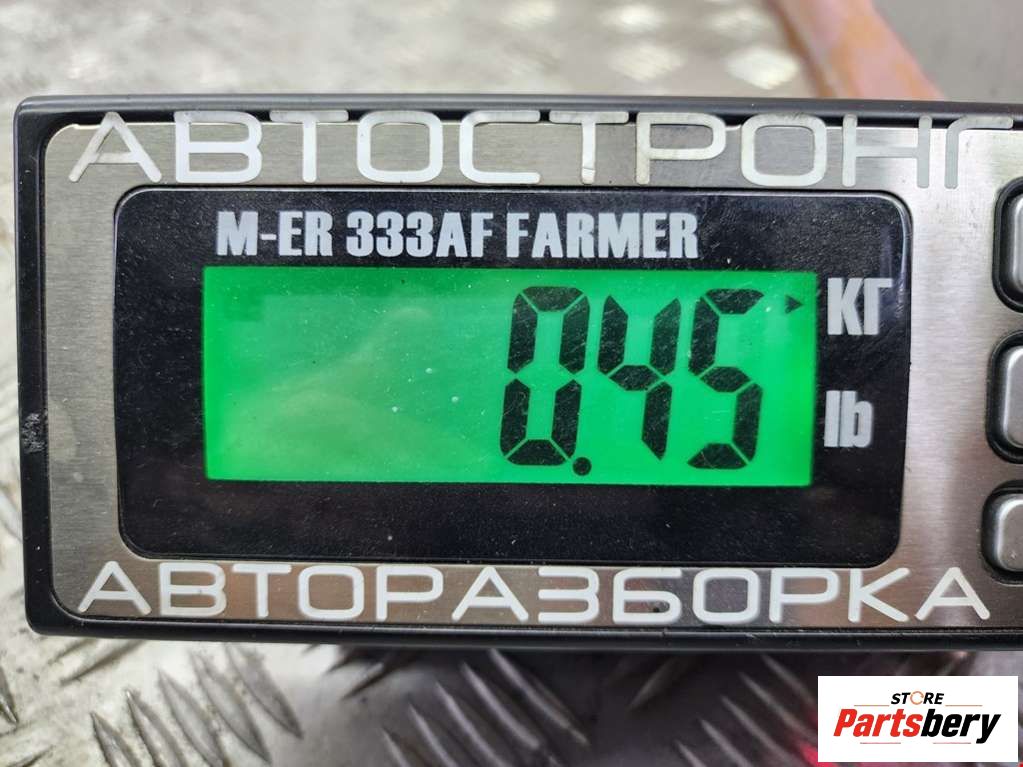 АВТОСТРОНГ
M-ER 333AF FARMER
0.45
КГ
lb
АВТОРАЗБОРКА
STORE
Partsbery